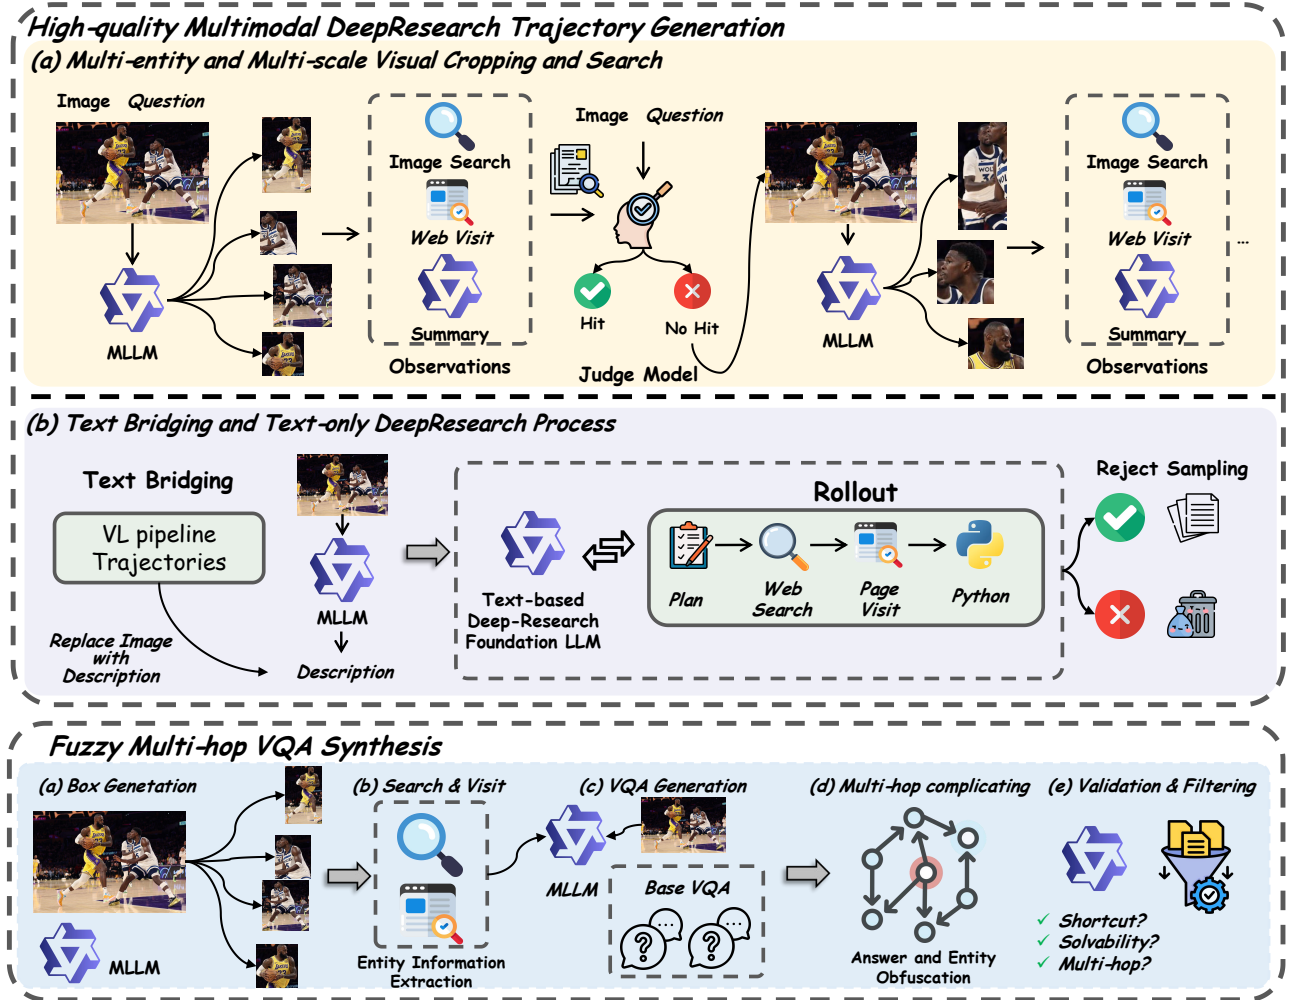 High-quality Multimodal DeepResearch Trajectory Generation
(a) Multi-entity and Multi-scale Visual Cropping and Search
Image Question
MLLM
Image Search
Web Visit
Summary
Observations
Image Question
Hit
No Hit
Judge Model
MLLM
Image Search
Web Visit
Summary
Observations
...
(b) Text Bridging and Text-only DeepResearch Process
Text Bridging
VL pipeline
Trajectories
Replace Image
with
Description
MLLM
Description
Text-based
Deep-Research
Foundation LLM
Rollout
Plan
Web
Search
Page
Visit
Python
Reject Sampling
Fuzzy Multi-hop VQA Synthesis
(a) Box Genetation
MLLM
(b) Search & Visit
Entity Information
Extraction
(c) VQA Generation
MLLM
Base VQA
(d) Multi-hop complicating
Answer and Entity
Obfuscation
(e) Validation & Filtering
✓ Shortcut?
✓ Solvability?
✓ Multi-hop?